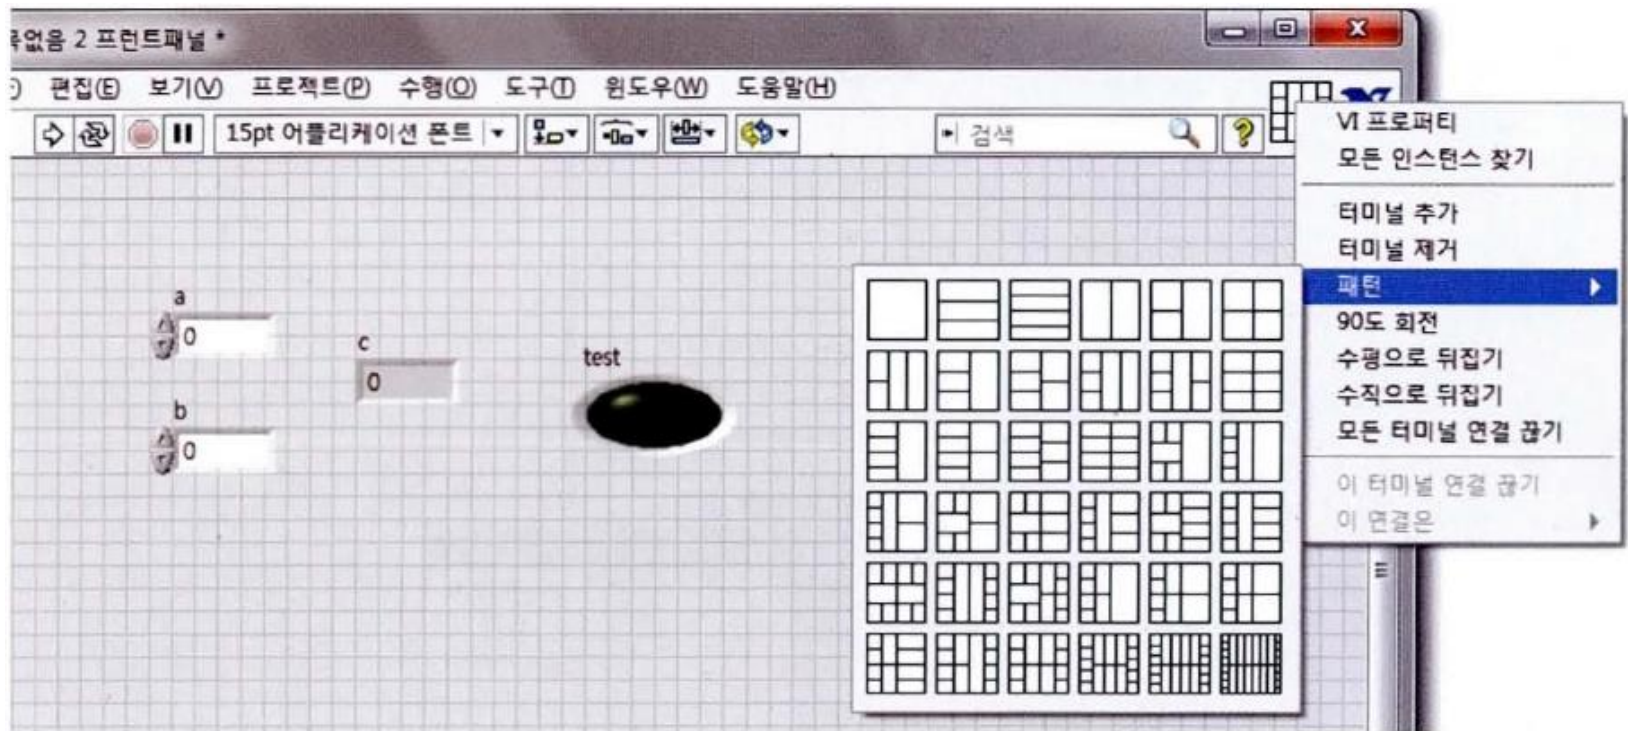 목없음 2 프런트패널 *
편집(E) 보기(V) 프로젝트(P) 수행(O) 도구(T) 윈도우(W) 도움말(H)
15pt 어플리케이션 폰트
검색
VI 프로퍼티
모든 인스턴스 찾기
터미널 추가
터미널 제거
패턴
90도 회전
수평으로 뒤집기
수직으로 뒤집기
모든 터미널 연결 끊기
이 터미널 연결 끊기
이 연결은
a
0
c
0
test
b
0